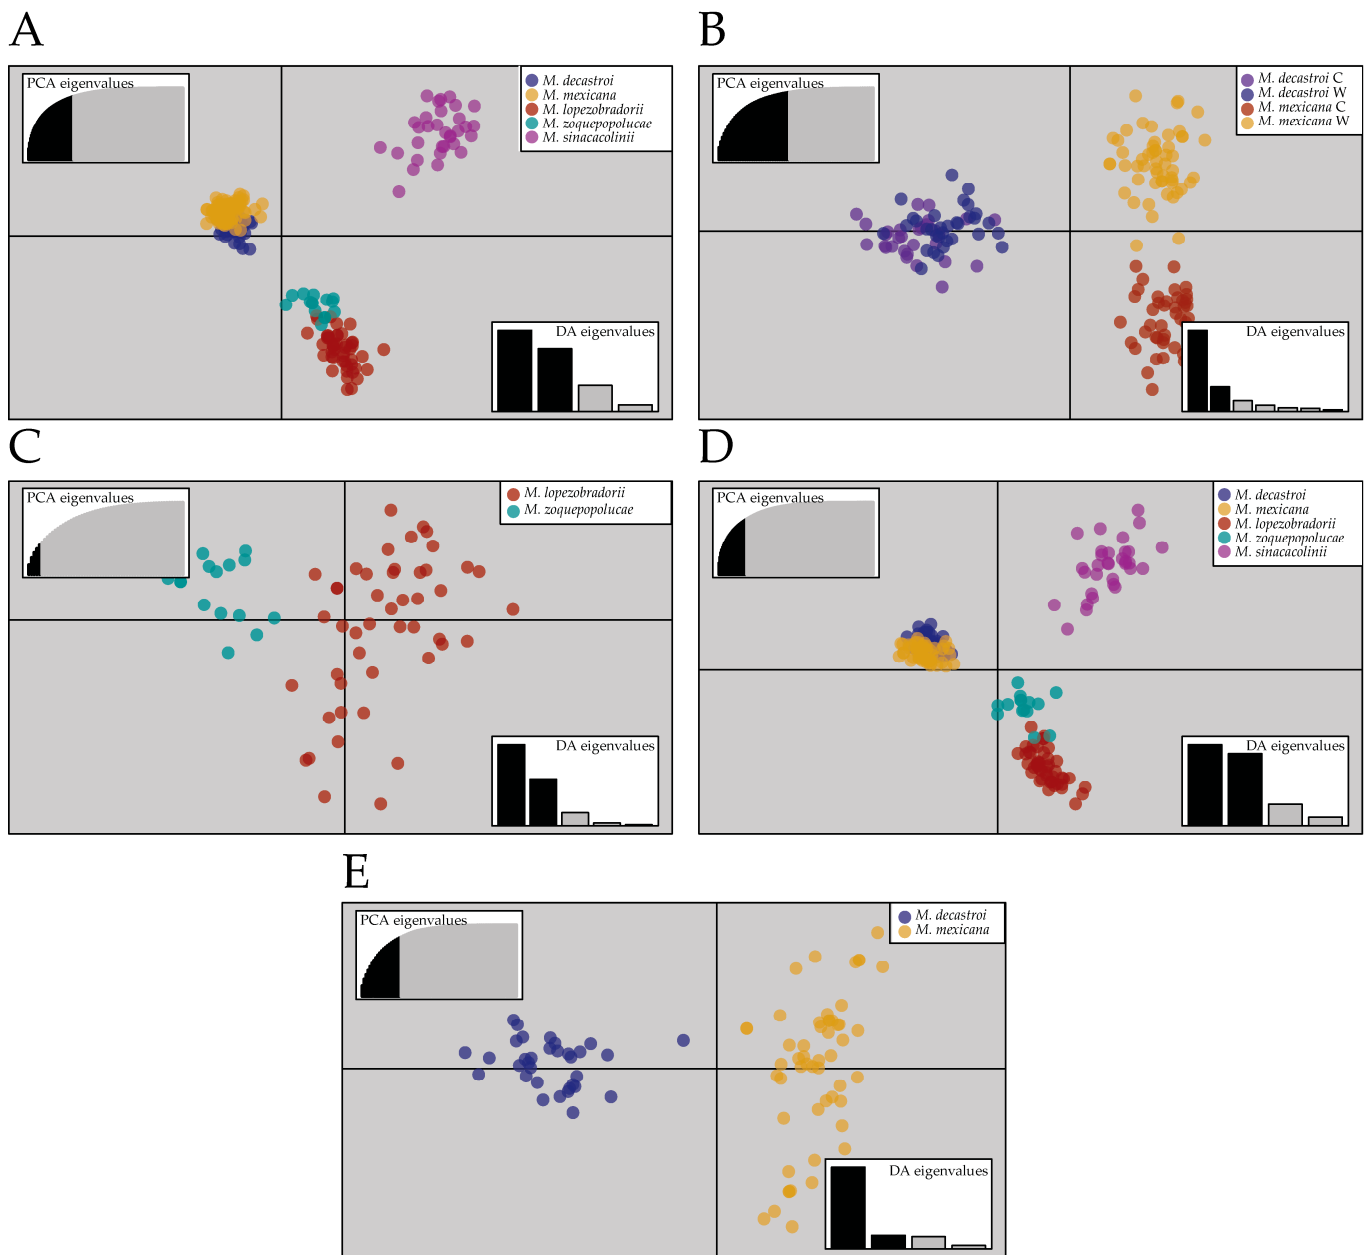 A
PCA eigenvalues
M. decastroi
M. mexicana
M. lopezobradorii
M. zoquepopolucae
M. sinacacolinii
DA eigenvalues
B
PCA eigenvalues
M. decastroi C
M. decastroi W
M. mexicana C
M. mexicana W
DA eigenvalues
C
PCA eigenvalues
M. lopezobradorii
M. zoquepopolucae
DA eigenvalues
D
PCA eigenvalues
M. decastroi
M. mexicana
M. lopezobradorii
M. zoquepopolucae
M. sinacacolinii
DA eigenvalues
E
PCA eigenvalues
M. decastroi
M. mexicana
DA eigenvalues